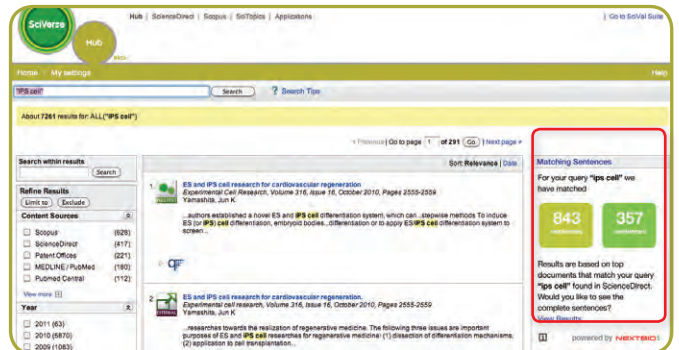 SciVerse
Hub
BETA
Hub | ScienceDirect | Scopus | SciTopics | Applications
| Go to SciVal Suite
Home My settings
Help
"IPS cell"
Search
? Search Tips
About 7261 results for: ALL("IPS cell")
< Previous | Go to page 1 of 291 Go | Next page >
Search within results
Search
Refine Results
Limit to Exclude
Content Sources
Scopus (628)
ScienceDirect (417)
Patent Offices (221)
MEDLINE / PubMed (180)
Pubmed Central (112)
View more
Year
2011 (63)
2010 (5870)
2009 (1083)
Sort: Relevance | Date
1. ES and IPS cell research for cardiovascular regeneration
Experimental Cell Research, Volume 316, Issue 16, October 2010, Pages 2555-2559
Yamashita, Jun K
...authors established a novel ES and IPS cell differentiation system, which can ..stepwise methods To induce
ES (or IPS) cell differentiation, embryoid bodies...differentiation or to apply ES/IPS cell differentiation system to
screen...
2 ES and IPS cell research for cardiovascular regeneration.
Experimental cell research, Volume 316, Issue 16, October 2010, Pages 2555-2559
Yamashita, Jun K
...researches towards the realization of regenerative medicine. The following three issues are important
purposes of ES and IPS cell researches for regenerative medicine: (1) dissection of differentiation mechanisms,
(2) application to cell transplantation...
Matching Sentences
For your query "ips cell" we
have matched
843
357
Results are based on top
documents that match your query
"ips cell" found in ScienceDirect.
Would you like to see the
complete sentences?
View Results
powered by NEXTBIO